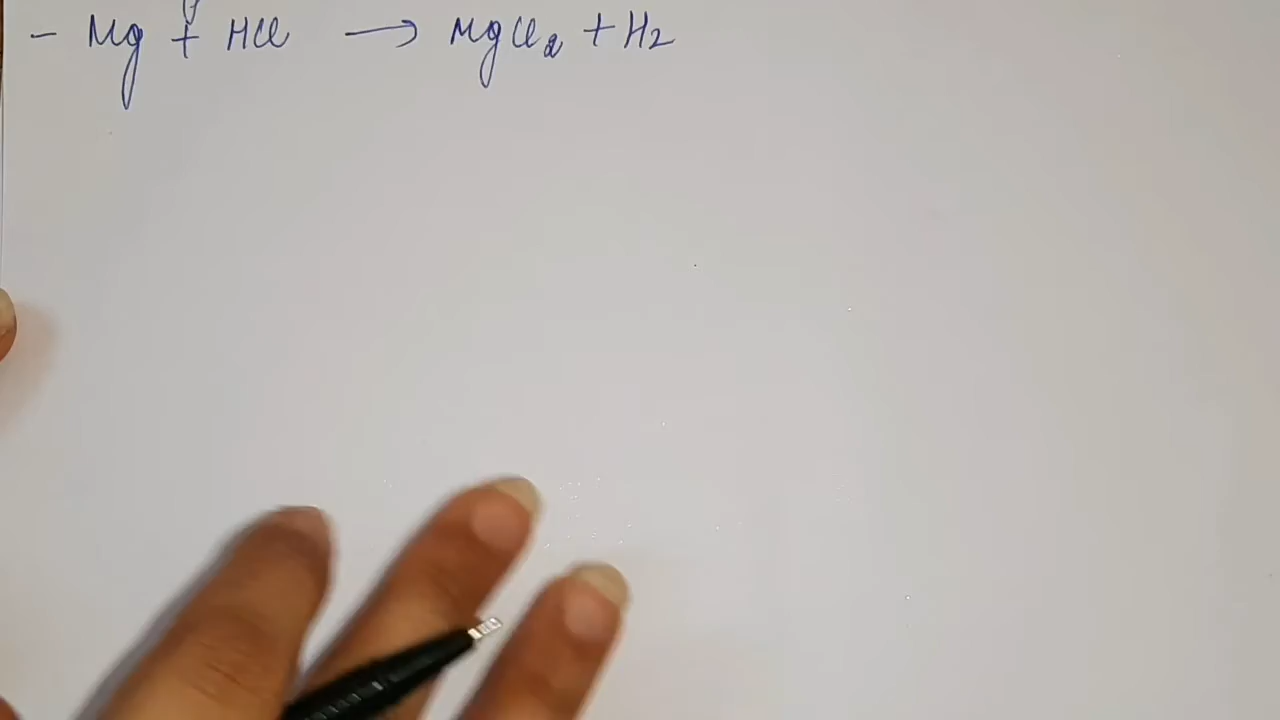 - Mg + HCl → MgCl₂ + H₂